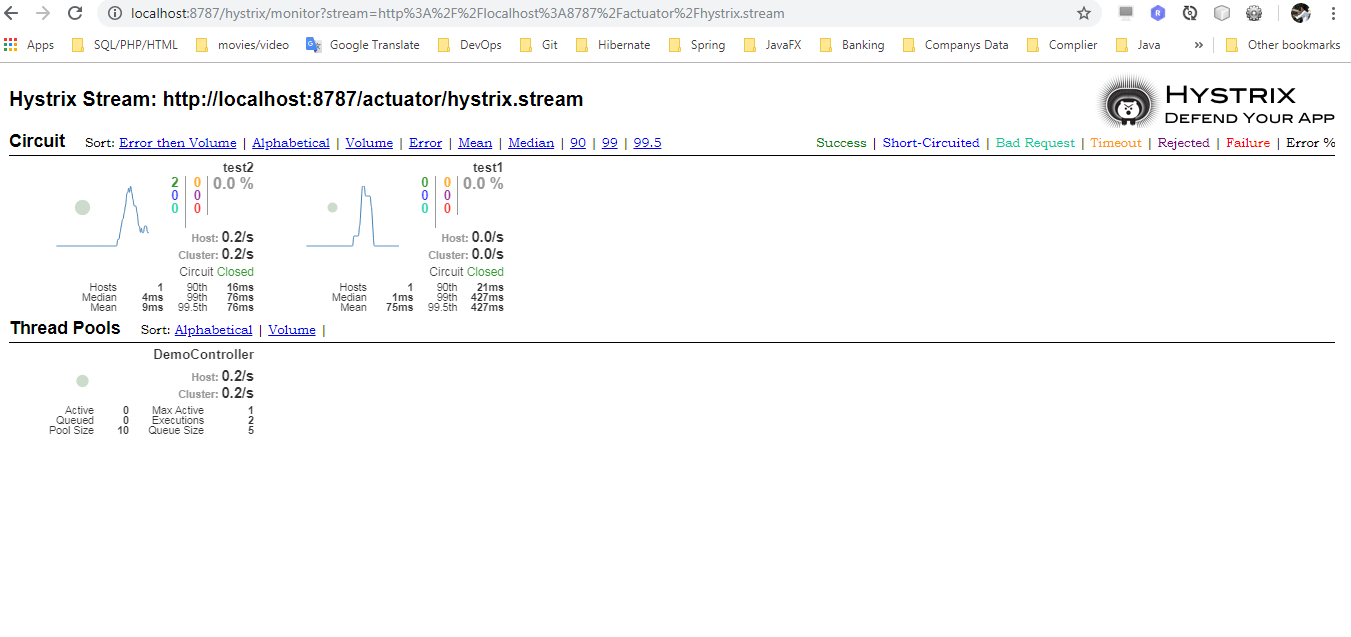 localhost:8787/hystrix/monitor?stream=http%3A%2F%2Flocalhost%3A8787%2Factuator%2Fhystrix.stream
Apps SQL/PHP/HTML movies/video Google Translate DevOps Git Hibernate Spring JavaFX Banking Companys Data Complier Java » Other bookmarks
Hystrix Stream: http://localhost:8787/actuator/hystrix.stream
HYSTRIX
DEFEND YOUR APP
Circuit Sort: Error then Volume | Alphabetical | Volume | Error | Mean | Median | 90 | 99 | 99.5 Success | Short-Circuited | Bad Request | Timeout | Rejected | Failure | Error %
test2 test1
2 0 0.0 % 0 0 0.0 %
0 0 0 0
0 0 0 0
Host: 0.2/s Host: 0.0/s
Cluster: 0.2/s Cluster: 0.0/s
Circuit Closed Circuit Closed
Hosts 1 90th 16ms Hosts 1 90th 21ms
Median 4ms 99th 76ms Median 1ms 99th 427ms
Mean 9ms 99.5th 76ms Mean 75ms 99.5th 427ms
Thread Pools Sort: Alphabetical | Volume |
DemoController
Host: 0.2/s
Cluster: 0.2/s
Active 0 Max Active 1
Queued 0 Executions 2
Pool Size 10 Queue Size 5